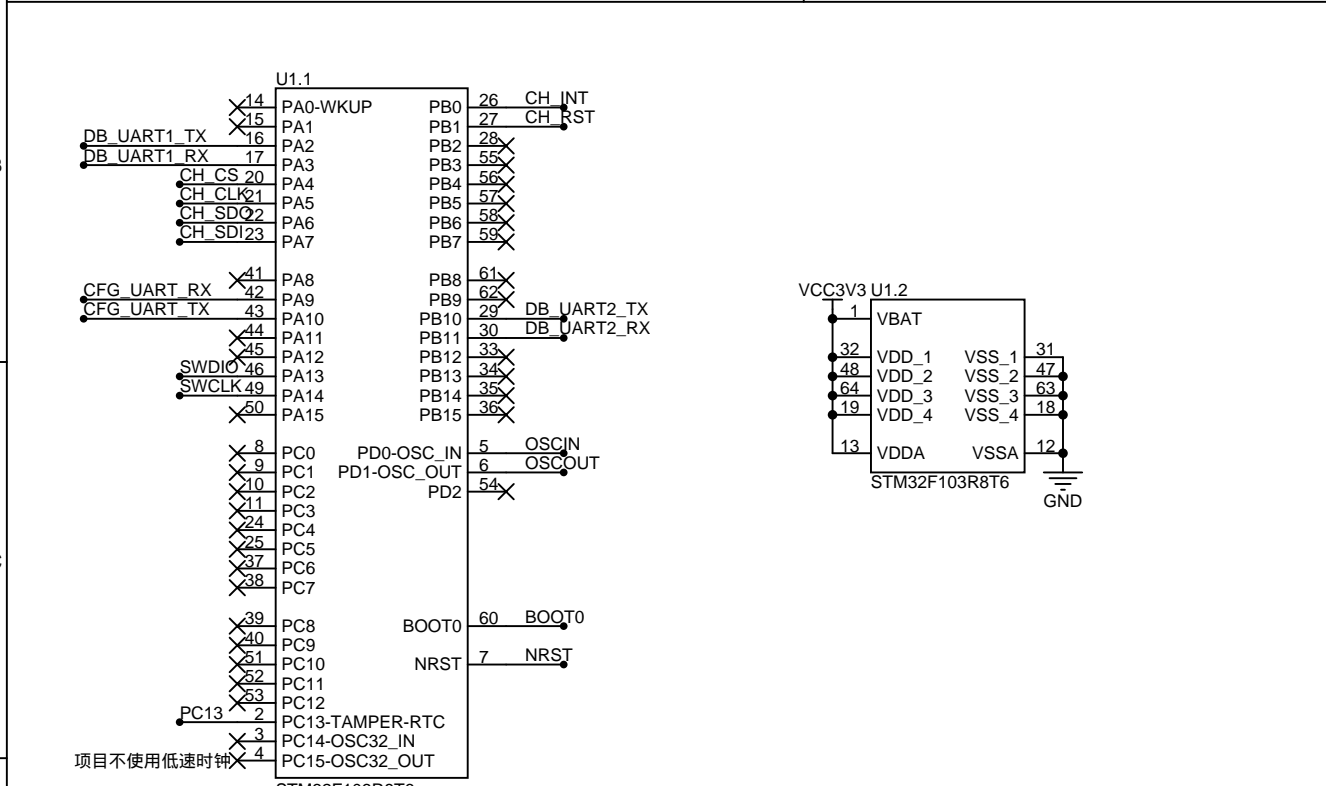 U1.1
14 PA0-WKUP PB0 26 CH_INT
15 PA1 PB1 27 CH_RST
DB_UART1_TX 16 PA2 PB2 28
DB_UART1_RX 17 PA3 PB3 55
CH_CS 20 PA4 PB4 56
CH_CLK 21 PA5 PB5 57
CH_SDO 22 PA6 PB6 58
CH_SDI 23 PA7 PB7 59
41 PA8 PB8 61
CFG_UART_RX 42 PA9 PB9 62
CFG_UART_TX 43 PA10 PB10 29 DB_UART2_TX
44 PA11 PB11 30 DB_UART2_RX
45 PA12 PB12 33
SWDIO 46 PA13 PB13 34
SWCLK 49 PA14 PB14 35
50 PA15 PB15 36
8 PC0 PD0-OSC_IN 5 OSCIN
9 PC1 PD1-OSC_OUT 6 OSCOUT
10 PC2 PD2 54
11 PC3
24 PC4
25 PC5
37 PC6
38 PC7
39 PC8 BOOT0 60 BOOT0
40 PC9
51 PC10 NRST 7 NRST
52 PC11
53 PC12
PC13 2 PC13-TAMPER-RTC
3 PC14-OSC32_IN
项目不使用低速时钟 4 PC15-OSC32_OUT
VCC3V3 U1.2
1 VBAT
32 VDD_1 VSS_1 31
48 VDD_2 VSS_2 47
64 VDD_3 VSS_3 63
19 VDD_4 VSS_4 18
13 VDDA VSSA 12
STM32F103R8T6
GND